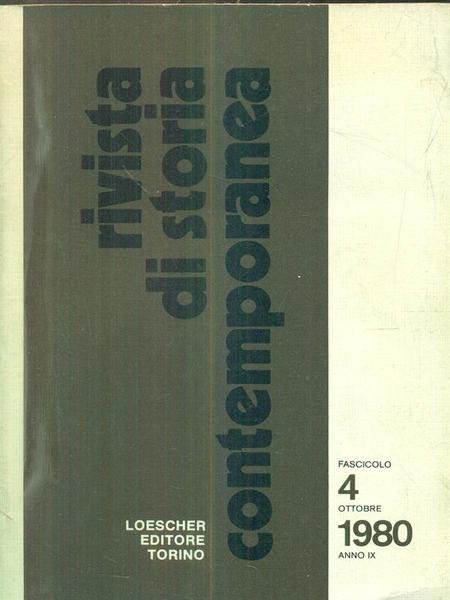 rivista
di storia
contemporanea
LOESCHER
EDITORE
TORINO
FASCICOLO
4
OTTOBRE
1980
ANNO IX